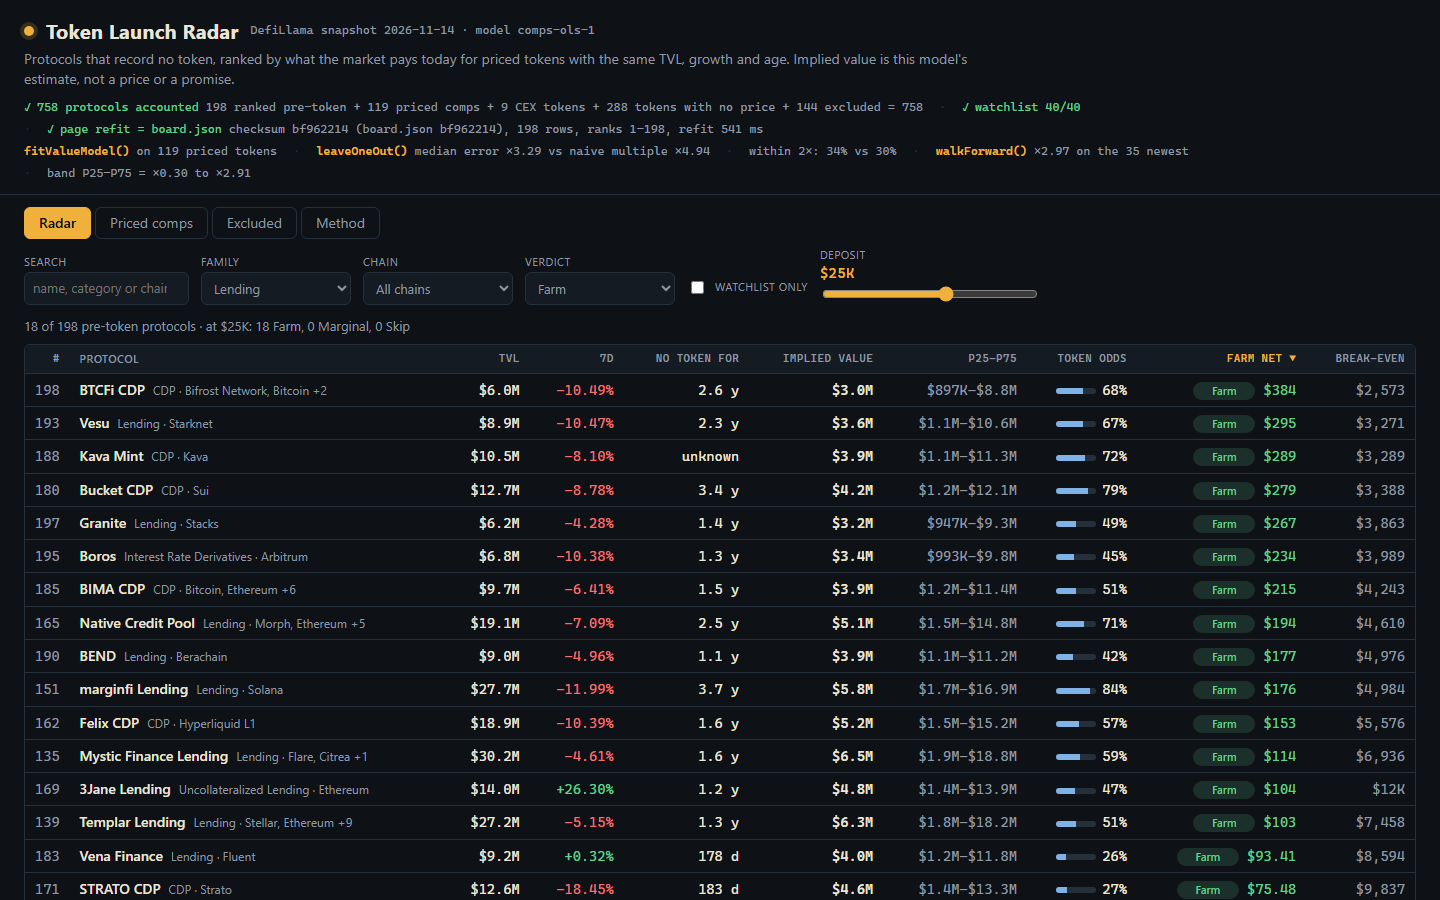 Token Launch Radar DefiLlama snapshot 2026-11-14 · model comps-ols-1
Protocols that record no token, ranked by what the market pays today for priced tokens with the same TVL, growth and age. Implied value is this model's
estimate, not a price or a promise.
✓ 758 protocols accounted 198 ranked pre-token + 119 priced comps + 9 CEX tokens + 288 tokens with no price + 144 excluded = 758 · ✓ watchlist 40/40
· ✓ page refit = board.json checksum bf962214 (board.json bf962214), 198 rows, ranks 1-198, refit 541 ms
fitValueModel() on 119 priced tokens · leaveOneOut() median error ×3.29 vs naive multiple ×4.94 · within 2×: 34% vs 30% · walkForward() ×2.97 on the 35 newest
· band P25-P75 = ×0.30 to ×2.91
Radar Priced comps Excluded Method
SEARCH FAMILY CHAIN VERDICT DEPOSIT
$25K
name, category or chain Lending All chains Farm WATCHLIST ONLY
18 of 198 pre-token protocols · at $25K: 18 Farm, 0 Marginal, 0 Skip
# PROTOCOL TVL 7D NO TOKEN FOR IMPLIED VALUE P25-P75 TOKEN ODDS FARM NET ▼ BREAK-EVEN
198 BTCFi CDP CDP · Bifrost Network, Bitcoin +2 $6.0M −10.49% 2.6 y $3.0M $897K–$8.8M 68% Farm $384 $2,573
193 Vesu Lending · Starknet $8.9M −10.47% 2.3 y $3.6M $1.1M–$10.6M 67% Farm $295 $3,271
188 Kava Mint CDP · Kava $10.5M −8.10% unknown $3.9M $1.1M–$11.3M 72% Farm $289 $3,289
180 Bucket CDP CDP · Sui $12.7M −8.78% 3.4 y $4.2M $1.2M–$12.1M 79% Farm $279 $3,388
197 Granite Lending · Stacks $6.2M −4.28% 1.4 y $3.2M $947K–$9.3M 49% Farm $267 $3,863
195 Boros Interest Rate Derivatives · Arbitrum $6.8M −10.38% 1.3 y $3.4M $993K–$9.8M 45% Farm $234 $3,989
185 BIMA CDP CDP · Bitcoin, Ethereum +6 $9.7M −6.41% 1.5 y $3.9M $1.2M–$11.4M 51% Farm $215 $4,243
165 Native Credit Pool Lending · Morph, Ethereum +5 $19.1M −7.09% 2.5 y $5.1M $1.5M–$14.8M 71% Farm $194 $4,610
190 BEND Lending · Berachain $9.0M −4.96% 1.1 y $3.9M $1.1M–$11.2M 42% Farm $177 $4,976
151 marginfi Lending Lending · Solana $27.7M −11.99% 3.7 y $5.8M $1.7M–$16.9M 84% Farm $176 $4,984
162 Felix CDP CDP · Hyperliquid L1 $18.9M −10.39% 1.6 y $5.2M $1.5M–$15.2M 57% Farm $153 $5,576
135 Mystic Finance Lending Lending · Flare, Citrea +1 $30.2M −4.61% 1.6 y $6.5M $1.9M–$18.8M 59% Farm $114 $6,936
169 3Jane Lending Uncollateralized Lending · Ethereum $14.0M +26.30% 1.2 y $4.8M $1.4M–$13.9M 47% Farm $104 $12K
139 Templar Lending Lending · Stellar, Ethereum +9 $27.2M −5.15% 1.3 y $6.3M $1.8M–$18.2M 51% Farm $103 $7,458
183 Vena Finance Lending · Fluent $9.2M +0.32% 178 d $4.0M $1.2M–$11.8M 26% Farm $93.41 $8,594
171 STRATO CDP CDP · Strato $12.6M −18.45% 183 d $4.6M $1.4M–$13.3M 27% Farm $75.48 $9,837